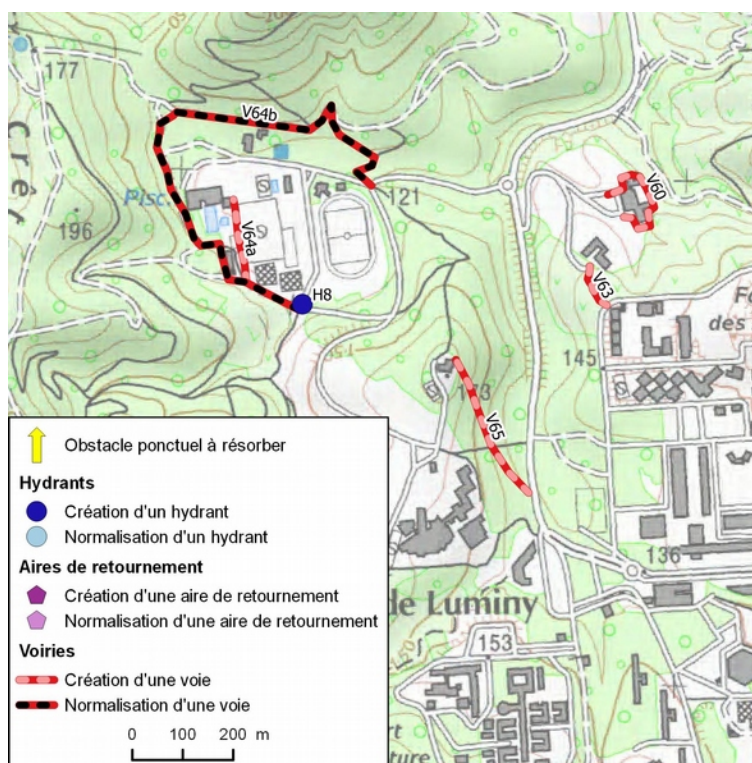 177
V64b
Crêt
Pisc.
121
V60
196
V64a
S
S
H8
V63
145
S
S
173
V65
136
de Luminy
153
Obstacle ponctuel à résorber
Hydrants
Création d'un hydrant
Normalisation d'un hydrant
Aires de retournement
Création d'une aire de retournement
Normalisation d'une aire de retournement
Voiries
Création d'une voie
Normalisation d'une voie
0 100 200 m